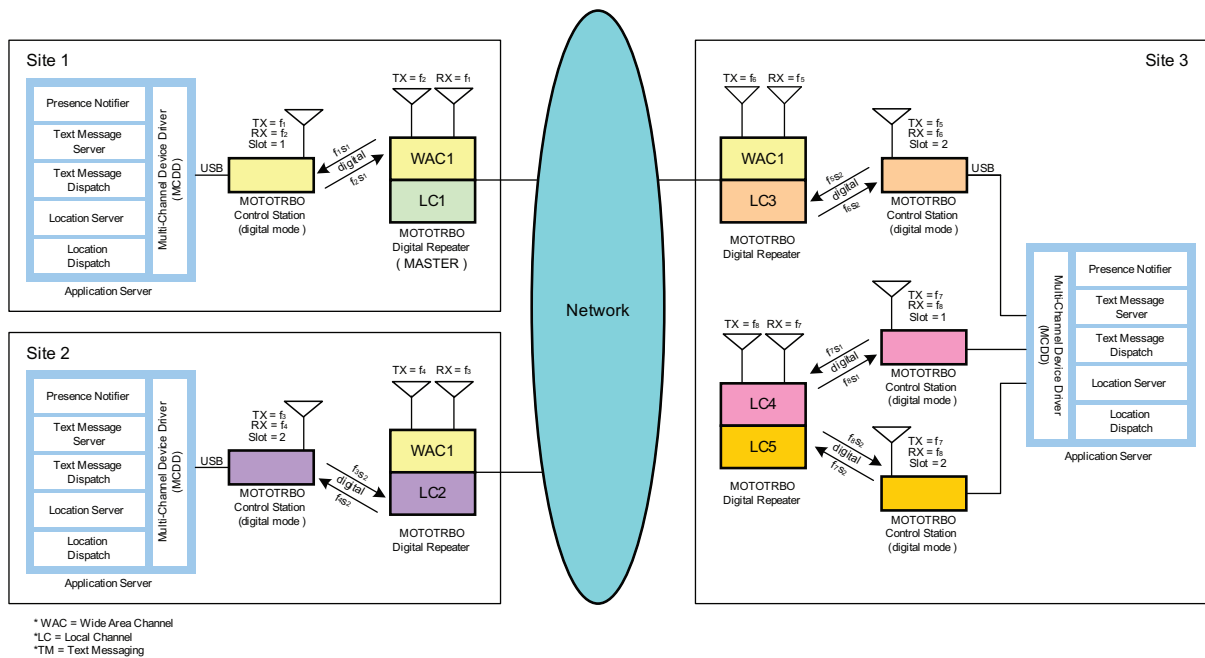 Site 1
Presence Notifier
Text Message
Server
Text Message
Dispatch
Location Server
Location
Dispatch
Multi-Channel Device Driver
(MCDD)
Application Server
USB
TX = f₁
RX = f₂
Slot = 1
MOTOTRBO
Control Station
(digital mode )
f₁s₁
digital
f₂s₁
TX = f₂
RX = f₁
WAC1
LC1
MOTOTRBO
Digital Repeater
( MASTER )
Site 2
Presence Notifier
Text Message
Server
Text Message
Dispatch
Location Server
Location
Dispatch
Multi-Channel Device Driver
(MCDD)
Application Server
USB
TX = f₃
RX = f₄
Slot = 2
MOTOTRBO
Control Station
(digital mode )
f₃s₂
digital
f₄s₂
TX = f₄
RX = f₃
WAC1
LC2
MOTOTRBO
Digital Repeater
Network
Site 3
TX = f₆
RX = f₅
WAC1
LC3
MOTOTRBO
Digital Repeater
f₅s₂
digital
f₆s₂
TX = f₅
RX = f₆
Slot = 2
USB
MOTOTRBO
Control Station
(digital mode )
TX = f₈
RX = f₇
LC4
LC5
MOTOTRBO
Digital Repeater
f₇s₁
digital
f₈s₁
TX = f₇
RX = f₈
Slot = 1
MOTOTRBO
Control Station
(digital mode )
f₈s₂
digital
f₇s₂
TX = f₇
RX = f₈
Slot = 2
MOTOTRBO
Control Station
(digital mode )
Multi-Channel Device Driver
(MCDD)
Presence Notifier
Text Message
Server
Text Message
Dispatch
Location Server
Location
Dispatch
Application Server
* WAC = Wide Area Channel
*LC = Local Channel
*TM = Text Messaging